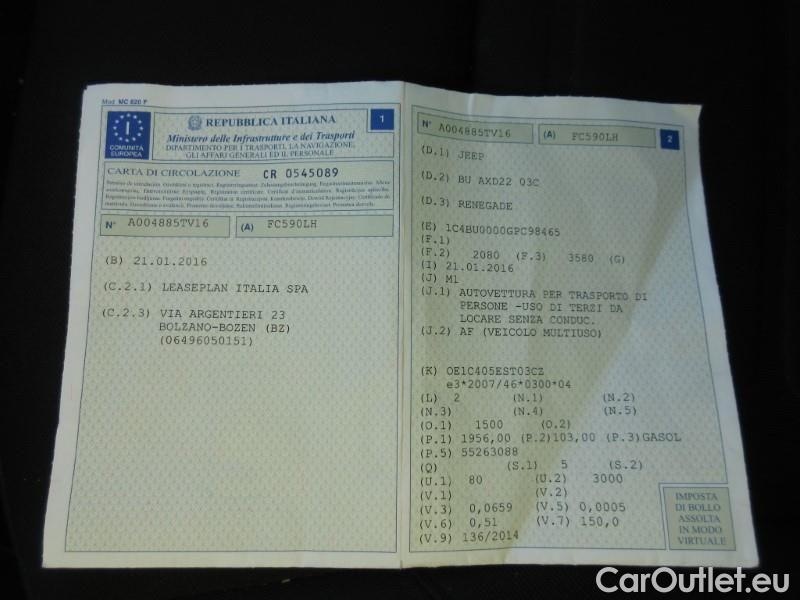 Mod. MC 820 F
REPUBBLICA ITALIANA
1
I
COMUNITÀ
EUROPEA
Ministero delle Infrastrutture e dei Trasporti
DIPARTIMENTO PER I TRASPORTI, LA NAVIGAZIONE,
GLI AFFARI GENERALI ED IL PERSONALE
CARTA DI CIRCOLAZIONE CR 0545089
N° A004885TV16 (A) FC590LH
(B) 21.01.2016
(C.2.1) LEASEPLAN ITALIA SPA
(C.2.3) VIA ARGENTIERI 23
BOLZANO-BOZEN (BZ)
(06496050151)
N° A004885TV16 (A) FC590LH 2
(D.1) JEEP
(D.2) BU AXD22 03C
(D.3) RENEGADE
(E) 1C4BU0000GPC98465
(F.1)
(F.2) 2080 (F.3) 3580 (G)
(I) 21.01.2016
(J) M1
(J.1) AUTOVETTURA PER TRASPORTO DI
PERSONE -USO DI TERZI DA
LOCARE SENZA CONDUC.
(J.2) AF (VEICOLO MULTIUSO)
(K) OE1C405EST03CZ
e3*2007/46*0300*04
(L) 2 (N.1) (N.2)
(N.3) (N.4) (N.5)
(O.1) 1500 (O.2)
(P.1) 1956,00 (P.2)103,00 (P.3)GASOL
(P.5) 55263088
(Q) (S.1) 5 (S.2)
(U.1) 80 (U.2) 3000
(V.1) (V.2)
(V.3) 0,0659 (V.5) 0,0005
(V.6) 0,51 (V.7) 150,0
(V.9) 136/2014
IMPOSTA
DI BOLLO
ASSOLTA
IN MODO
VIRTUALE
CarOutlet.eu